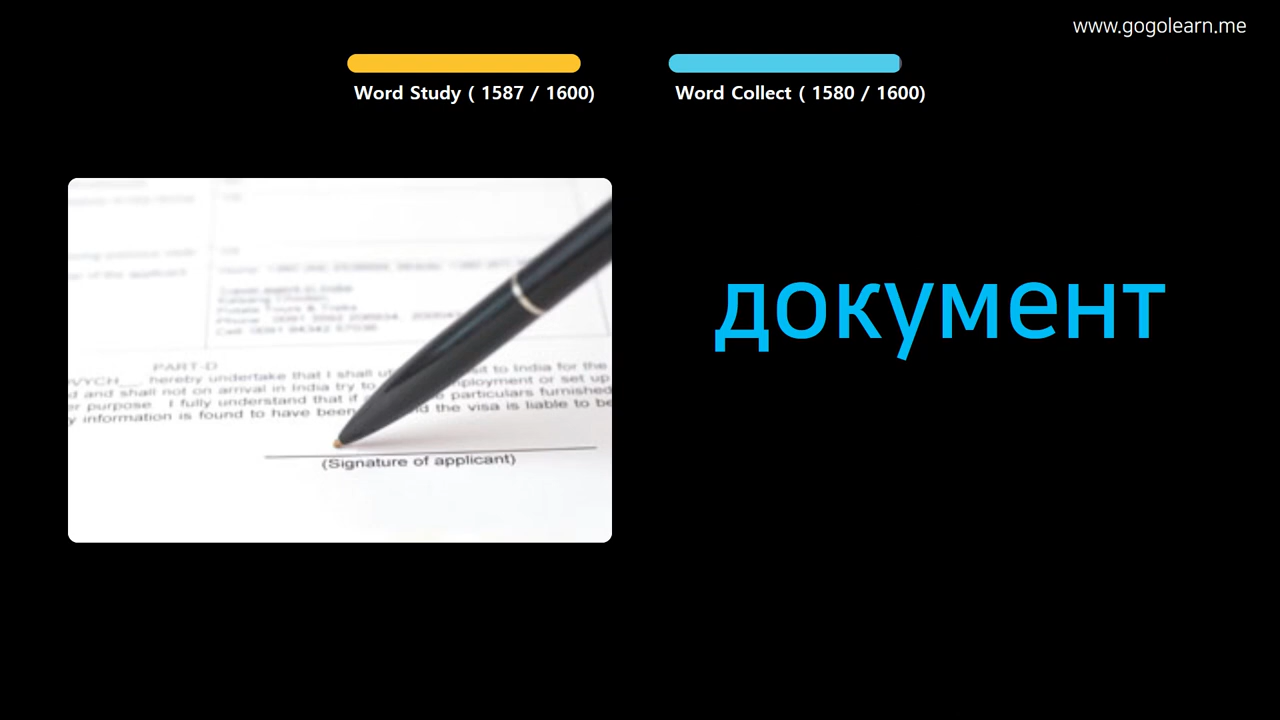 www.gogolearn.me
Word Study ( 1587 / 1600)
Word Collect ( 1580 / 1600)
документ
PART-D
hereby undertake that I shall to India for the
d and shall not on arrival in India try to employment or set up
purpose I fully understand that if particulars furnished
y information is found to have been the visa is liable to be
(Signature of applicant)